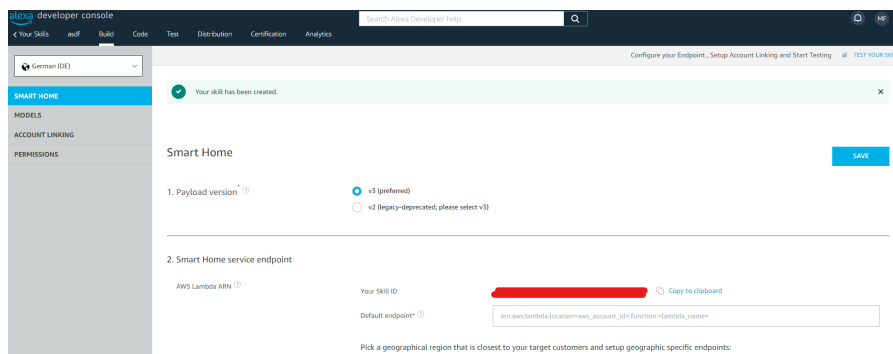 alexa developer console
Search Alexa Developer help...
MF
< Your Skills asdf Build Code Test Distribution Certification Analytics
Configure your Endpoint , Setup Account Linking and Start Testing TEST YOUR SKI
German (DE)
SMART HOME
Your skill has been created.
MODELS
ACCOUNT LINKING
PERMISSIONS
Smart Home
SAVE
1. Payload version *
v3 (preferred)
v2 (legacy-deprecated; please select v3)
2. Smart Home service endpoint
AWS Lambda ARN
Your Skill ID
Copy to clipboard
Default endpoint*
arn:aws:lambda:location<aws_account_id>:function:<lambda_name>
Pick a geographical region that is closest to your target customers and setup geographic specific endpoints: